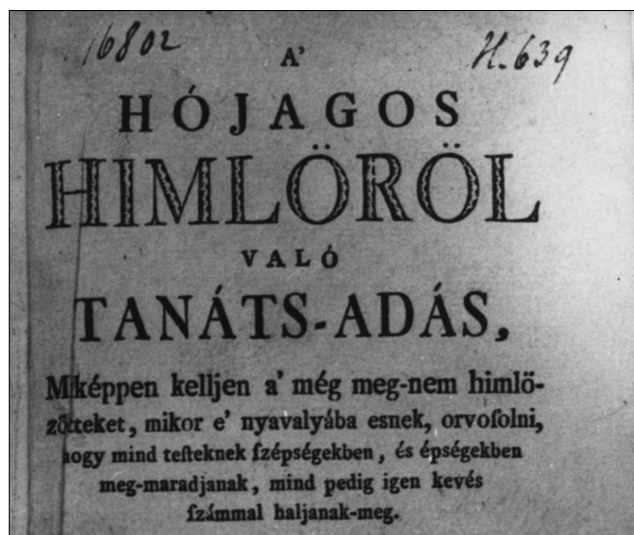 16802
H.639
A'
HÓJAGOS
HIMLÖRÖL
VALÓ
TANÁTS-ADÁS,
Miképpen kelljen a' még meg-nem himlö-
zötteket, mikor e' nyavalyába esnek, orvoſolni,
hogy mind teſteknek ſzépségekben, és épségekben
meg-maradjanak, mind pedig igen kevés
ſzámmal haljanak-meg.